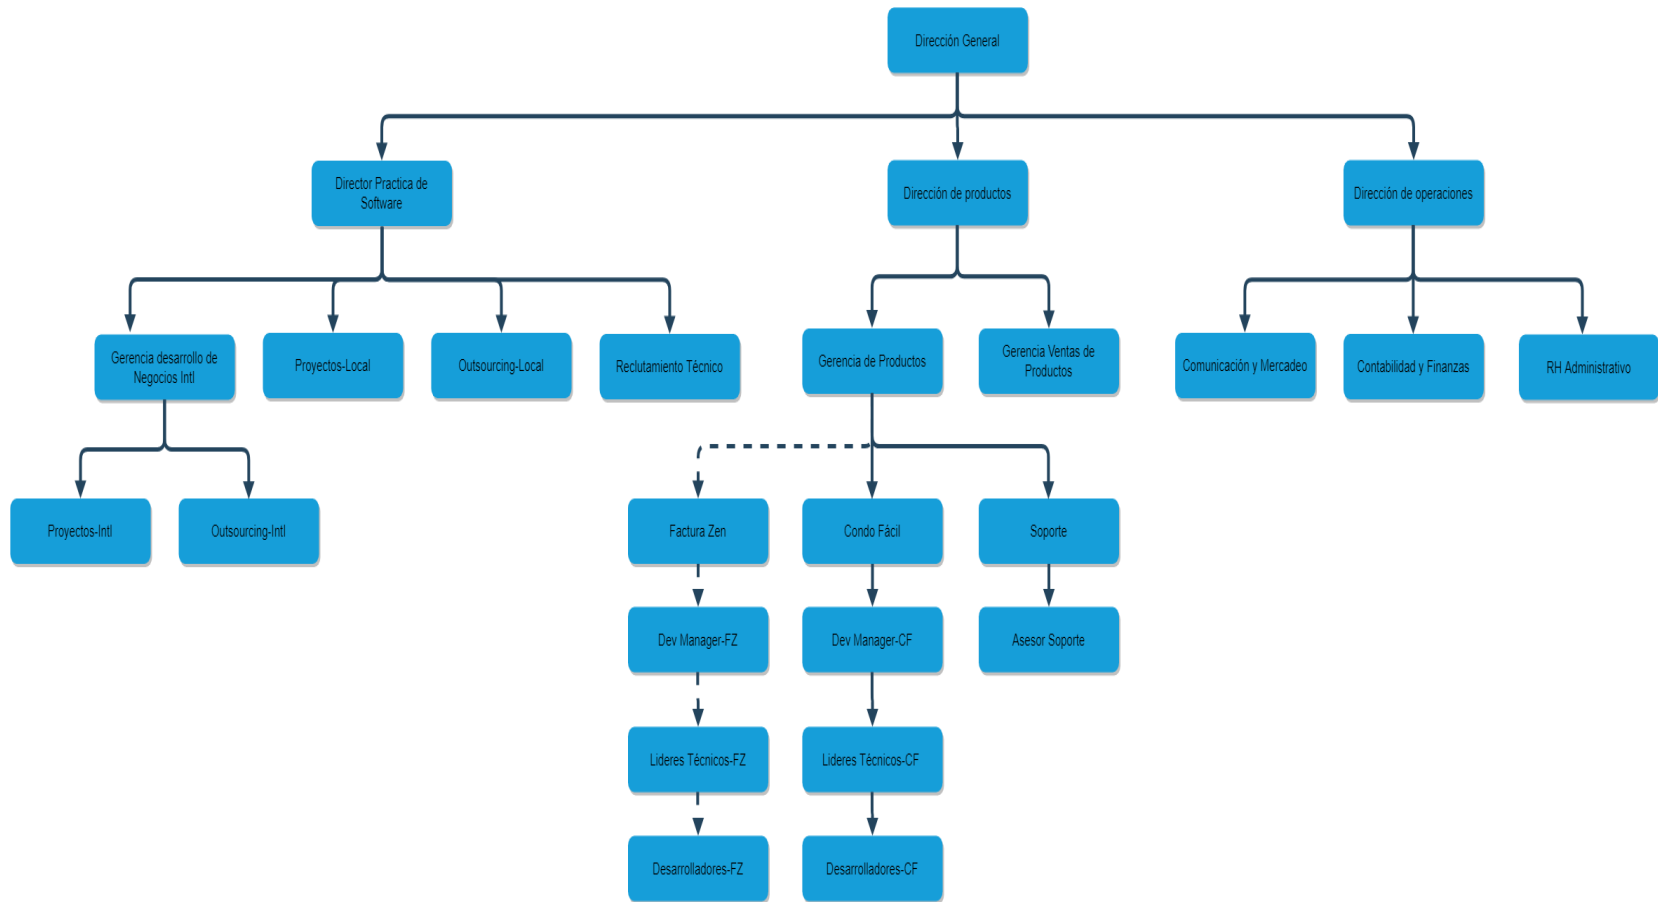 Dirección General
Director Practica de
Software
Dirección de productos
Dirección de operaciones
Gerencia desarrollo de
Negocios Intl
Proyectos-Local
Outsourcing-Local
Reclutamiento Técnico
Gerencia de Productos
Gerencia Ventas de
Productos
Comunicación y Mercadeo
Contabilidad y Finanzas
RH Administrativo
Proyectos-Intl
Outsourcing-Intl
Factura Zen
Condo Fácil
Soporte
Dev Manager-FZ
Dev Manager-CF
Asesor Soporte
Lideres Técnicos-FZ
Lideres Técnicos-CF
Desarrolladores-FZ
Desarrolladores-CF